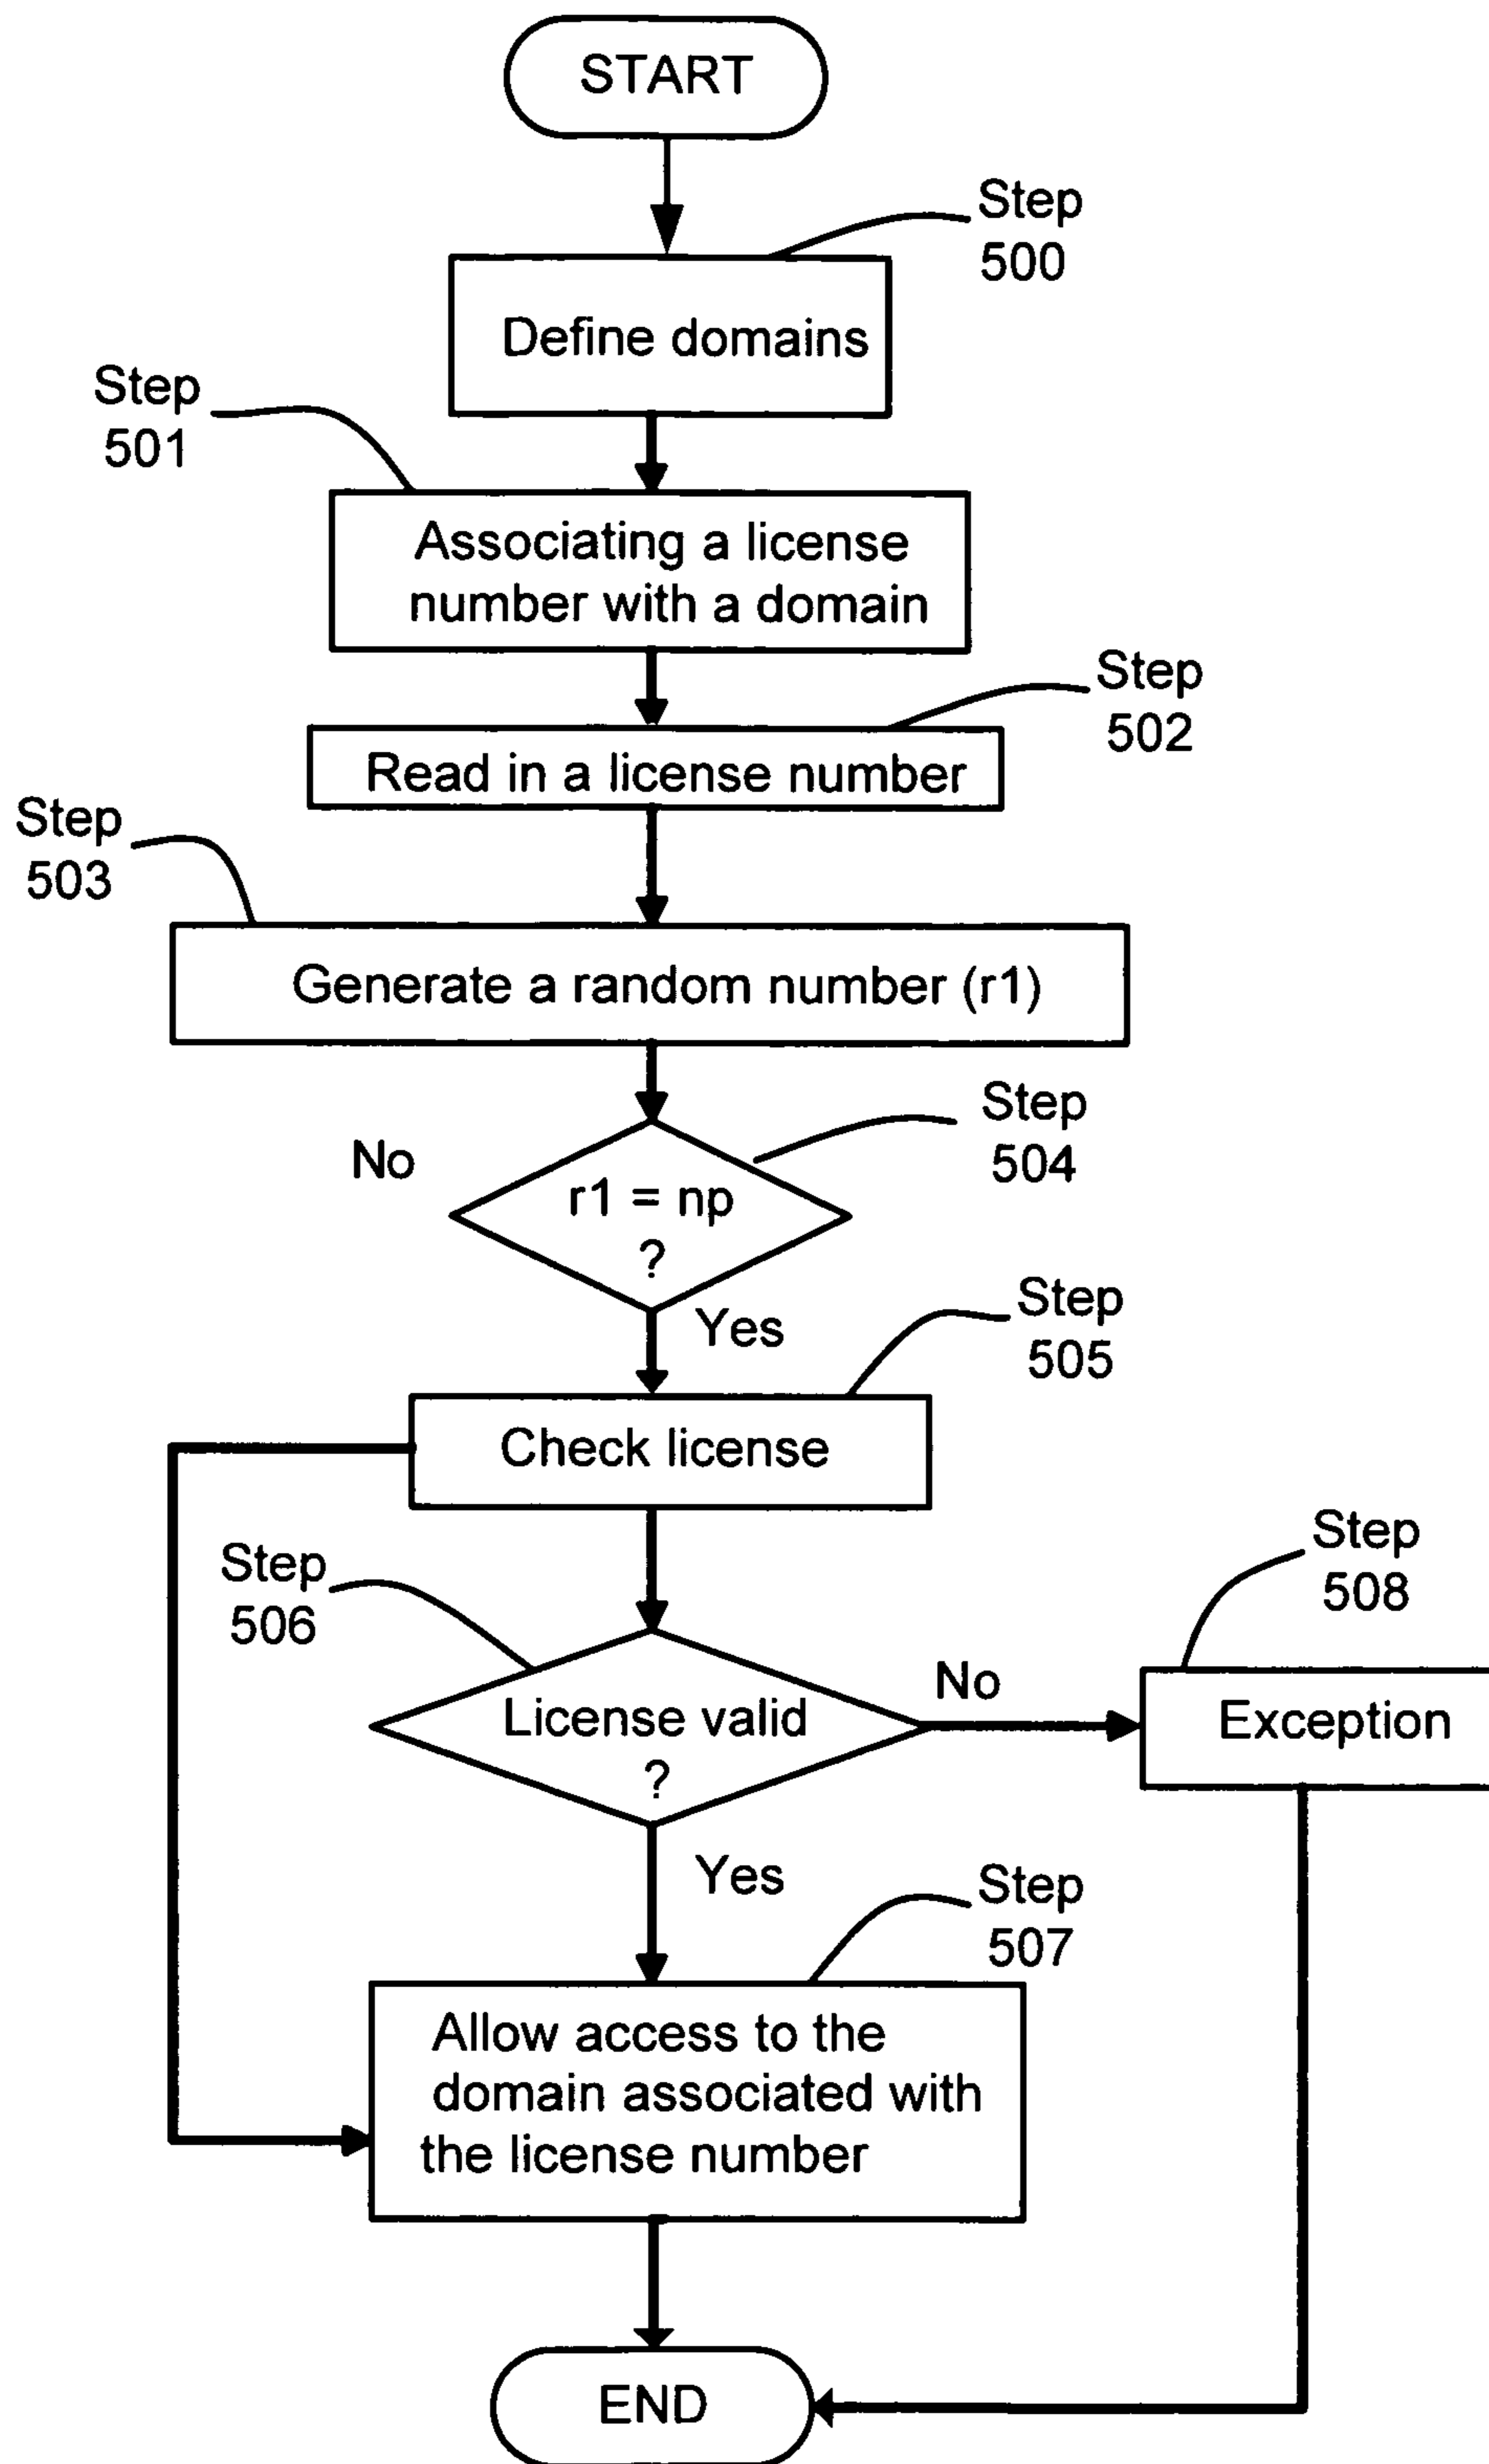 START
Step
500
Define domains
Step
501
Associating a license
number with a domain
Step
502
Read in a license number
Step
503
Generate a random number (r1)
Step
504
No
r1 = np
?
Yes
Step
505
Check license
Step
506
Step
508
License valid
?
No
Exception
Yes
Step
507
Allow access to the
domain associated with
the license number
END